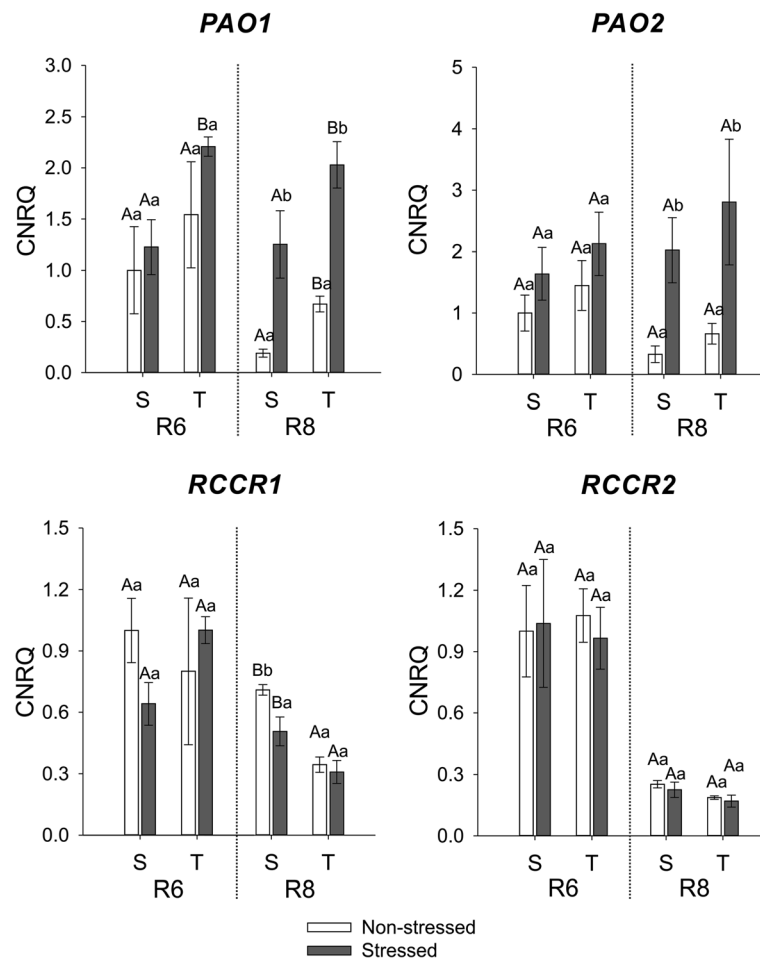 PAO1
CNRQ
3.0
2.5
2.0
1.5
1.0
0.5
0.0
Aa
Aa
Aa
Ba
Aa
Ab
Ba
Bb
S
T
S
T
R6
R8
PAO2
CNRQ
5
4
3
2
1
0
Aa
Aa
Aa
Aa
Aa
Ab
Aa
Ab
S
T
S
T
R6
R8
RCCR1
CNRQ
1.5
1.2
0.9
0.6
0.3
0.0
Aa
Aa
Aa
Aa
Bb
Ba
Aa
Aa
S
T
S
T
R6
R8
RCCR2
CNRQ
1.5
1.2
0.9
0.6
0.3
0.0
Aa
Aa
Aa
Aa
Aa
Aa
Aa
Aa
S
T
S
T
R6
R8
Non-stressed
Stressed